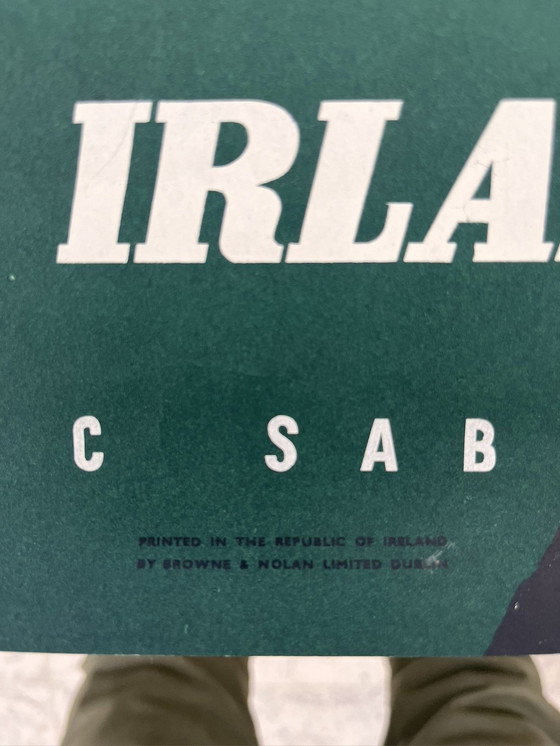 IRLA
C SAB
PRINTED IN THE REPUBLIC OF IRELAND
BY BROWNE & NOLAN LIMITED DUBLIN